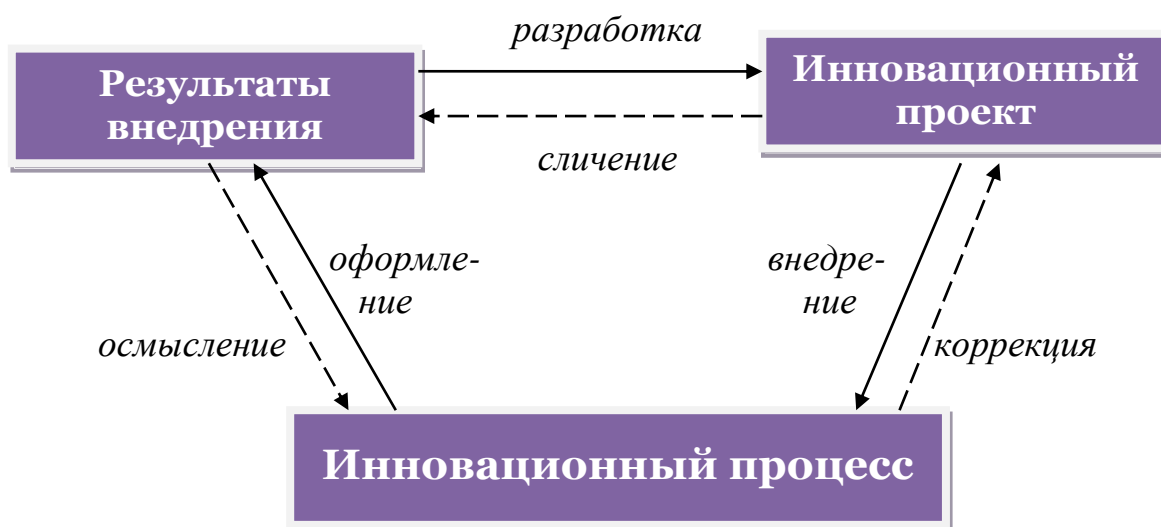 разработка
Результаты
внедрения
Инновационный
проект
сличение
оформле-
ние
внедре-
ние
осмысление
коррекция
Инновационный процесс